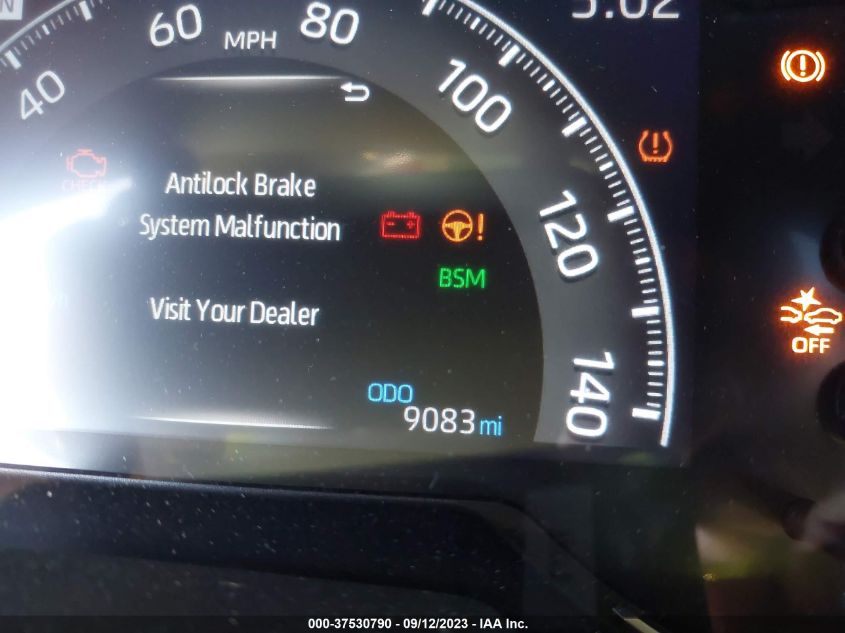 60
MPH
80
40
100
CHECK
Antilock Brake
System Malfunction
Visit Your Dealer
BSM
120
OFF
140
ODO
9083 mi
000-37530790 - 09/12/2023 - IAA Inc.